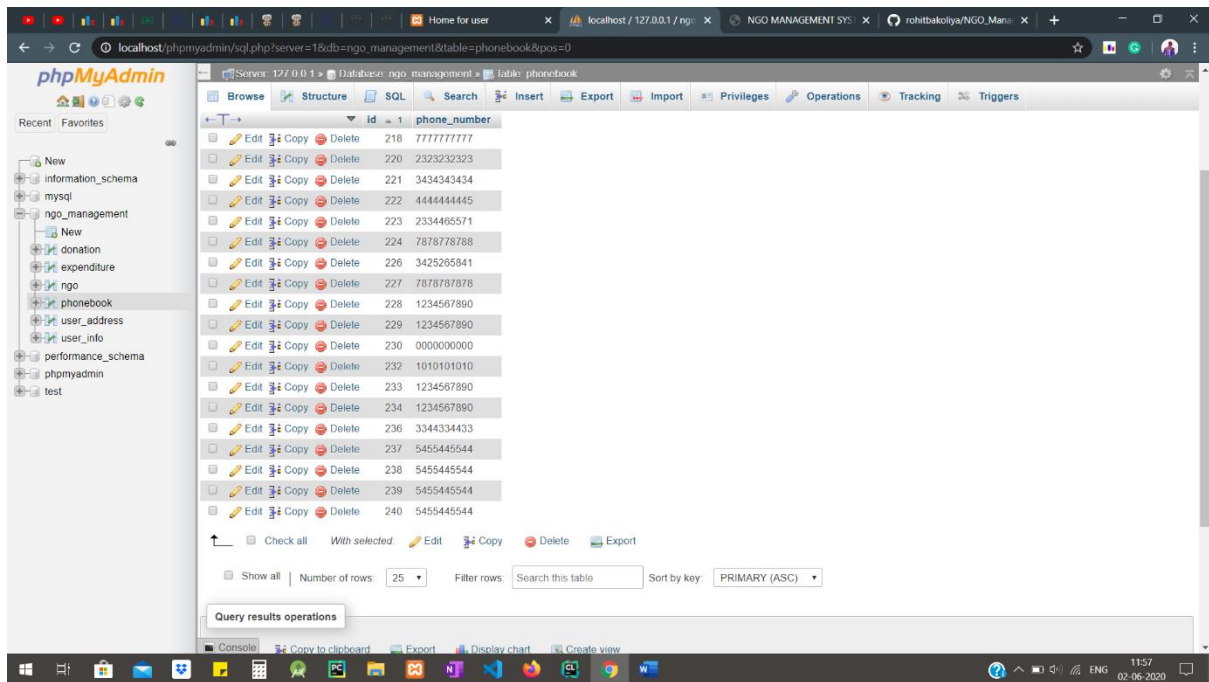 Home for user
localhost / 127.0.0.1 / ngo
NGO MANAGEMENT SYS
rohitbakoliya/NGO_Mana
localhost/phpmyadmin/sql.php?server=1&db=ngo_management&table=phonebook&pos=0
phpMyAdmin
Recent Favorites
New
information_schema
mysql
ngo_management
New
donation
expenditure
ngo
phonebook
user_address
user_info
performance_schema
phpmyadmin
test
Server: 127.0.0.1 » Database: ngo_management » Table: phonebook
Browse Structure SQL Search Insert Export Import Privileges Operations Tracking Triggers
id 1 phone_number
Edit Copy Delete 218 7777777777
Edit Copy Delete 220 2323232323
Edit Copy Delete 221 3434343434
Edit Copy Delete 222 4444444445
Edit Copy Delete 223 2334465571
Edit Copy Delete 224 7878778788
Edit Copy Delete 226 3425265841
Edit Copy Delete 227 7878787878
Edit Copy Delete 228 1234567890
Edit Copy Delete 229 1234567890
Edit Copy Delete 230 0000000000
Edit Copy Delete 232 1010101010
Edit Copy Delete 233 1234567890
Edit Copy Delete 234 1234567890
Edit Copy Delete 236 3344334433
Edit Copy Delete 237 5455445544
Edit Copy Delete 238 5455445544
Edit Copy Delete 239 5455445544
Edit Copy Delete 240 5455445544
Check all With selected: Edit Copy Delete Export
Show all | Number of rows: 25 Filter rows: Search this table Sort by key: PRIMARY (ASC)
Query results operations
Console Copy to clipboard Export Display chart Create view
ENG 11:57
02-06-2020